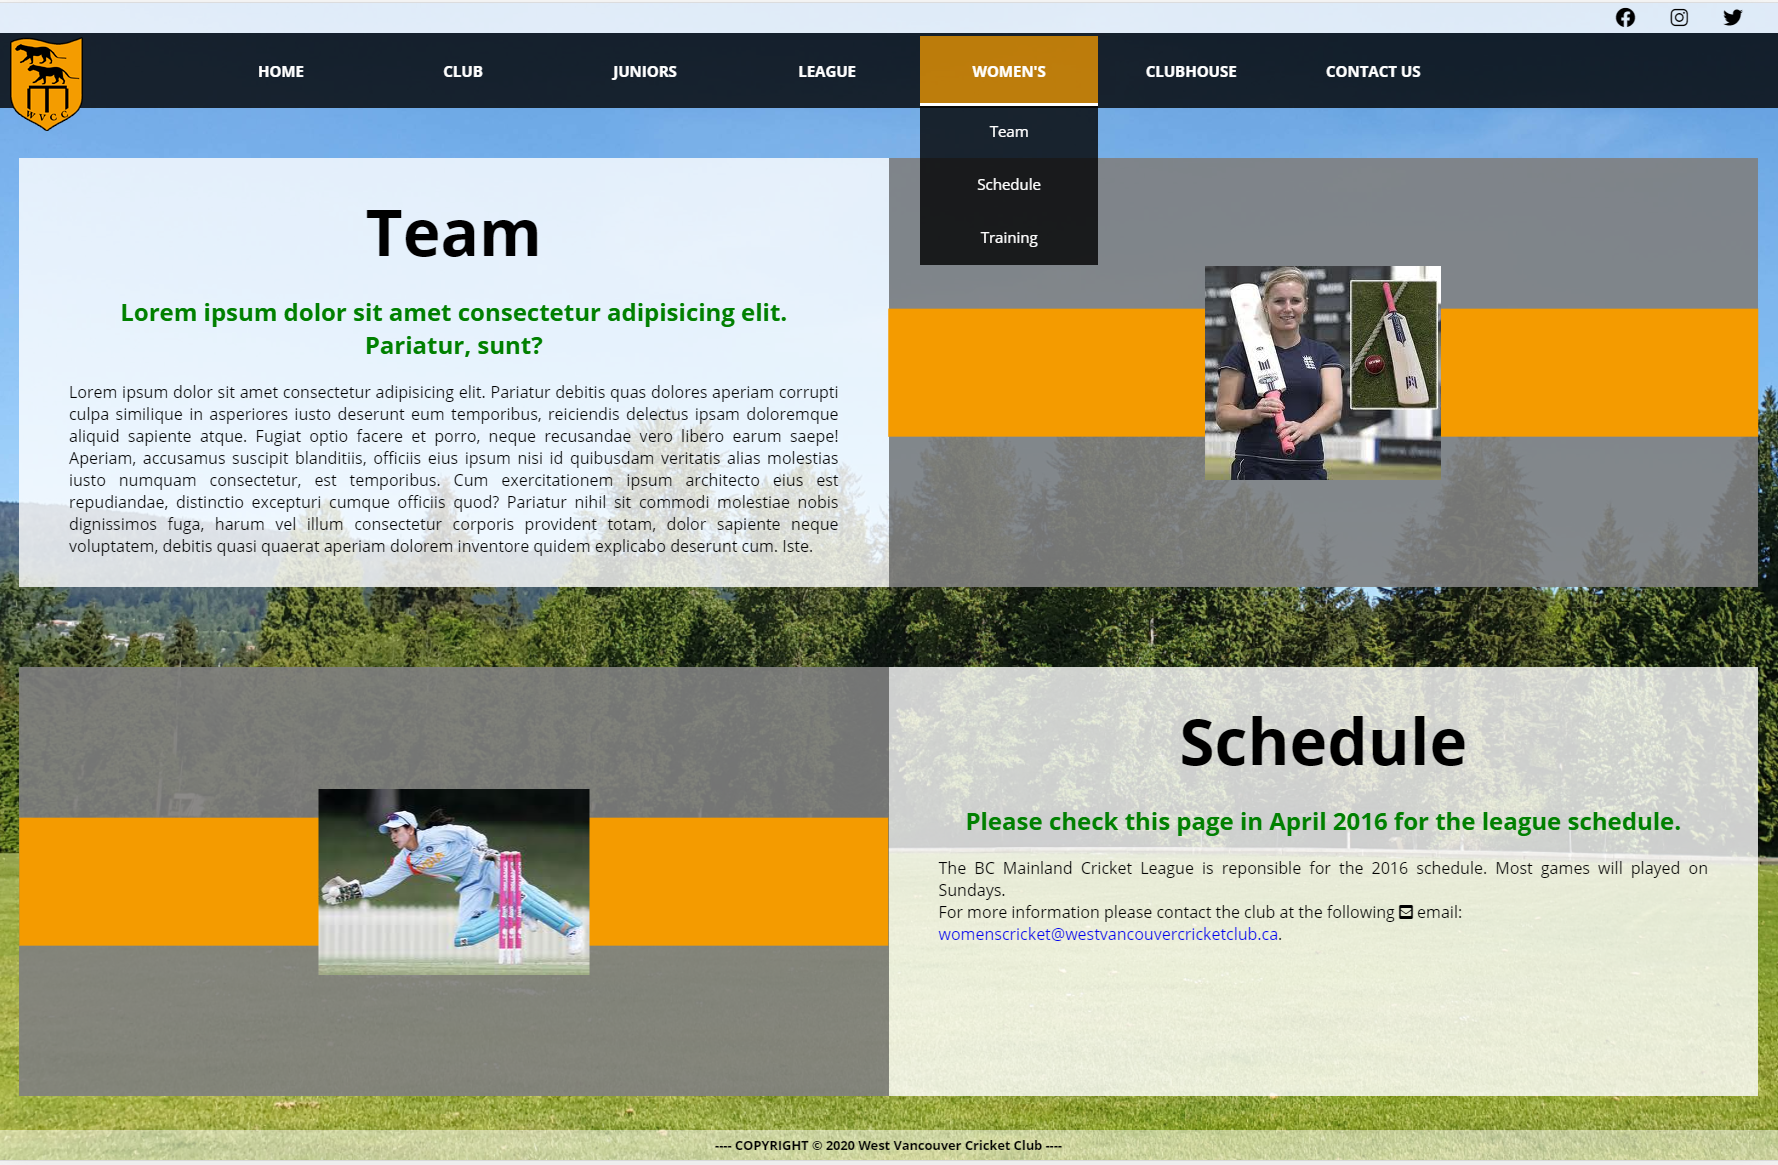 HOME CLUB JUNIORS LEAGUE WOMEN'S CLUBHOUSE CONTACT US
WVCC
Team
Schedule
Training
Team
Lorem ipsum dolor sit amet consectetur adipisicing elit.
Pariatur, sunt?
Lorem ipsum dolor sit amet consectetur adipisicing elit. Pariatur debitis quas dolores aperiam corrupti
culpa similique in asperiores iusto deserunt eum temporibus, reiciendis delectus ipsam doloremque
aliquid sapiente atque. Fugiat optio facere et porro, neque recusandae vero libero earum saepe!
Aperiam, accusamus suscipit blanditiis, officiis eius ipsum nisi id quibusdam veritatis alias molestias
iusto numquam consectetur, est temporibus. Cum exercitationem ipsum architecto eius est
repudiandae, distinctio excepturi cumque officiis quod? Pariatur nihil sit commodi molestiae nobis
dignissimos fuga, harum vel illum consectetur corporis provident totam, dolor sapiente neque
voluptatem, debitis quasi quaerat aperiam dolorem inventore quidem explicabo deserunt cum. Iste.
Schedule
Please check this page in April 2016 for the league schedule.
The BC Mainland Cricket League is reponsible for the 2016 schedule. Most games will played on
Sundays.
For more information please contact the club at the following email:
womenscricket@westvancouvercricketclub.ca.
---- COPYRIGHT © 2020 West Vancouver Cricket Club ----